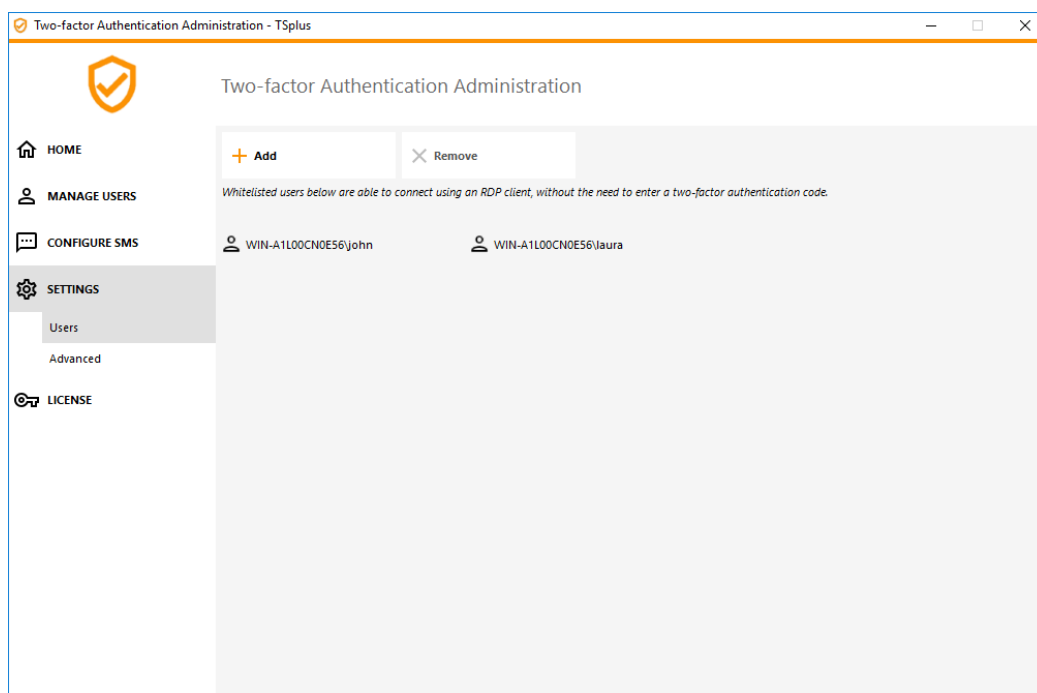 Two-factor Authentication Administration - TSplus
Two-factor Authentication Administration
HOME
MANAGE USERS
CONFIGURE SMS
SETTINGS
Users
Advanced
LICENSE
Add
Remove
Whitelisted users below are able to connect using an RDP client, without the need to enter a two-factor authentication code.
WIN-A1L00CN0E56\john
WIN-A1L00CN0E56\laura